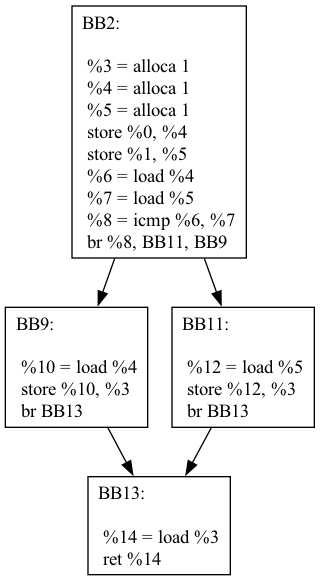 BB2:
%3 = alloca 1
%4 = alloca 1
%5 = alloca 1
store %0, %4
store %1, %5
%6 = load %4
%7 = load %5
%8 = icmp %6, %7
br %8, BB11, BB9
BB9:
%10 = load %4
store %10, %3
br BB13
BB11:
%12 = load %5
store %12, %3
br BB13
BB13:
%14 = load %3
ret %14